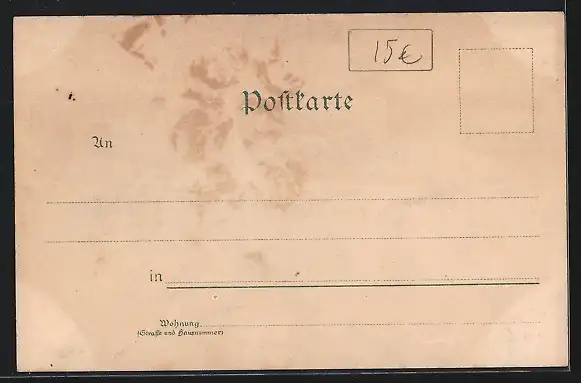 15€
Postkarte
An
in
Wohnung
(Straße und Hausnummer)